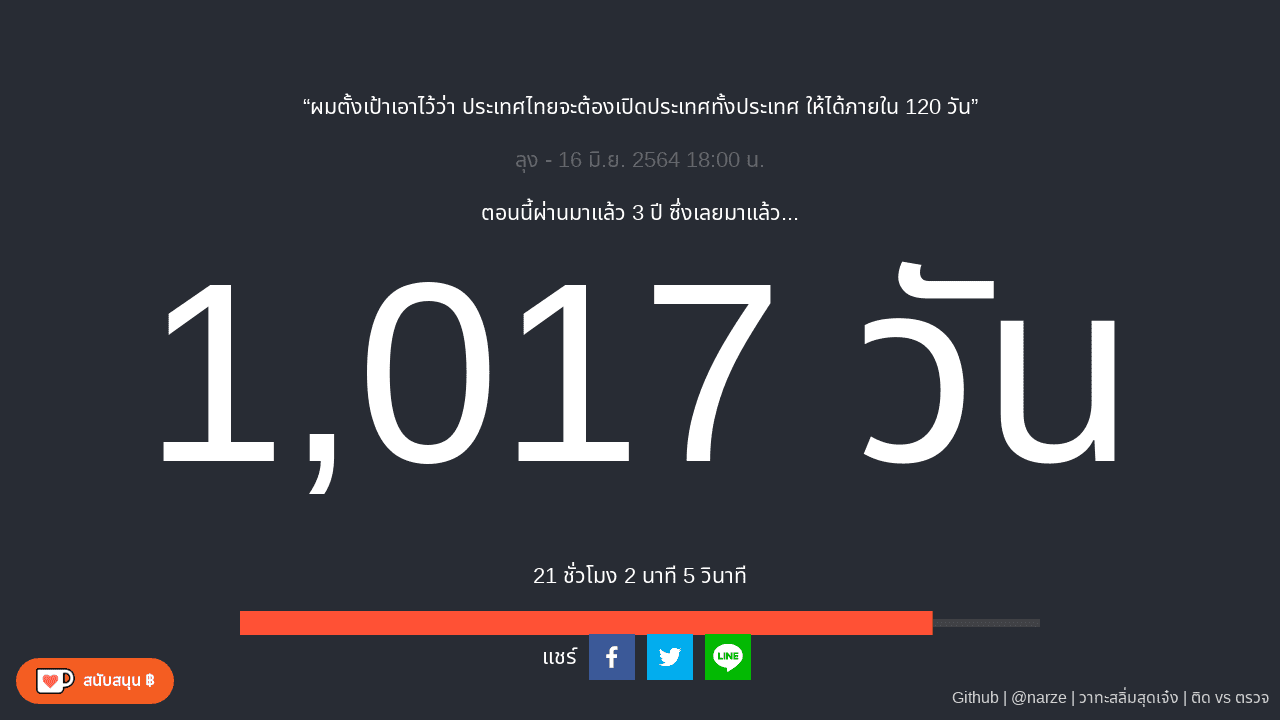 “ผมตั้งเป้าเอาไว้ว่า ประเทศไทยจะต้องเปิดประเทศทั้งประเทศ ให้ได้ภายใน 120 วัน”
ลุง - 16 มิ.ย. 2564 18:00 น.
ตอนนี้ผ่านมาแล้ว 3 ปี ซึ่งเลยมาแล้ว...
1,017 วัน
21 ชั่วโมง 2 นาที 5 วินาที
แชร์
LINE
สนับสนุน ฿
Github | @narze | วาทะสลิ่มสุดเจ๋ง | ติด vs ตรวจ